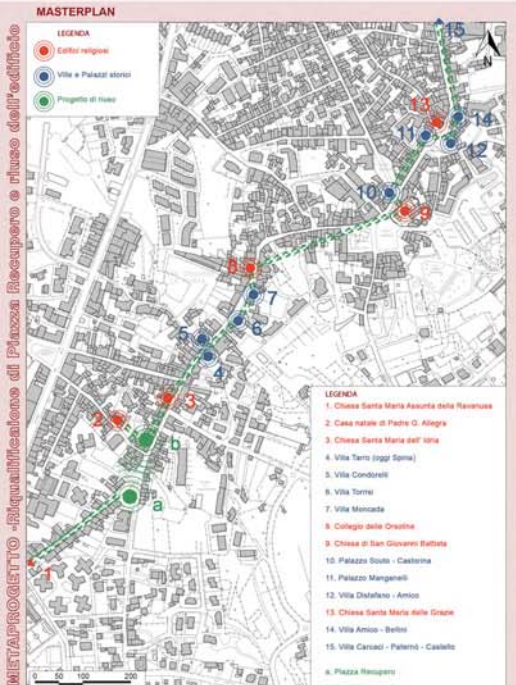 MASTERPLAN
METAPROGETTO -Riqualificaione di Piazza Recupero e riuso dell'edificio
LEGENDA
Edifici religiosi
Ville e Palazzi storici
Progetto di riuso
N
15
13
14
11
12
10
9
8
7
6
5
4
3
2
b
a
1
LEGENDA
1. Chiesa Santa Maria Assunta della Ravanusa
2. Casa natale di Padre G. Allegra
3. Chiesa Santa Maria dell' Idria
4. Villa Tarro (oggi Spina)
5. Villa Condorelli
6. Villa Tormo
7. Villa Moncada
8. Collegio delle Orsoline
9. Chiesa di San Giovanni Battista
10. Palazzo Scuto - Castorina
11. Palazzo Manganelli
12. Villa Distefano - Amico
13. Chiesa Santa Maria delle Grazie
14. Villa Amico - Bellini
15. Villa Carcaci - Paternò - Castello
a. Piazza Recupero
0 50 100 200